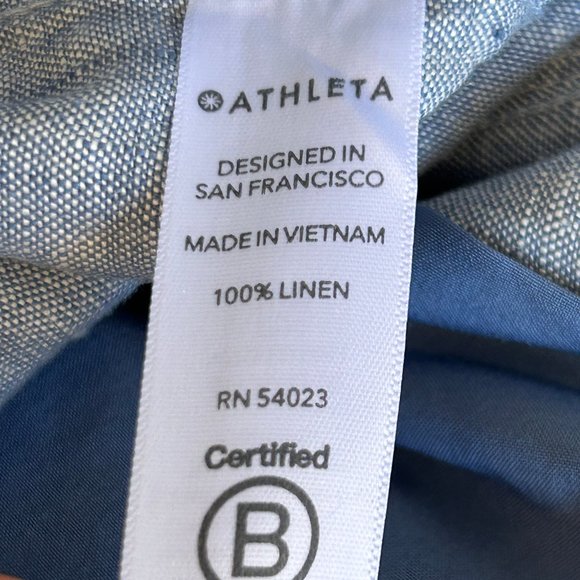 ATHLETA
DESIGNED IN
SAN FRANCISCO
MADE IN VIETNAM
100% LINEN
RN 54023
Certified
B